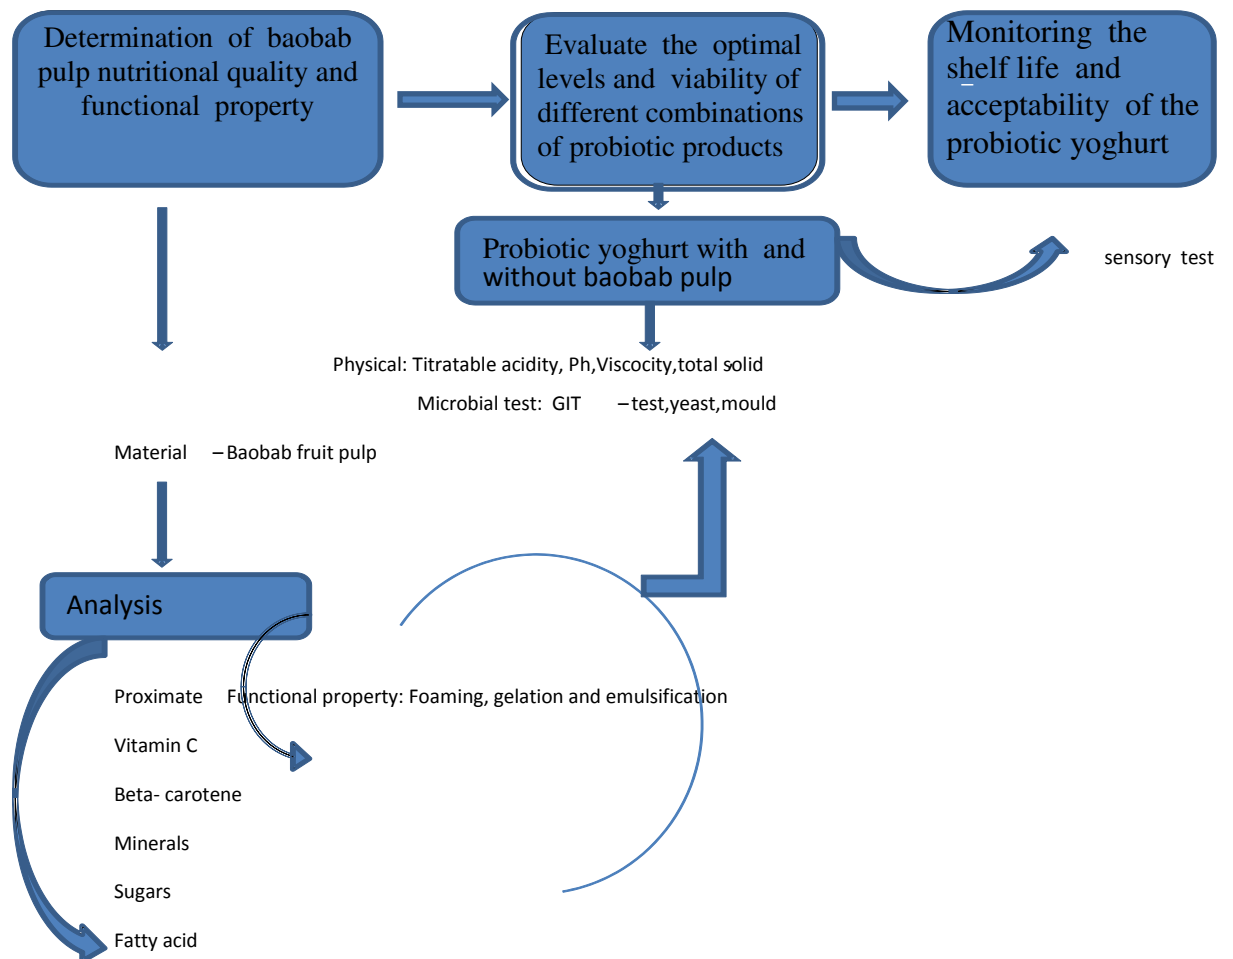 Determination of baobab
pulp nutritional quality and
functional property
Evaluate the optimal
levels and viability of
different combinations
of probiotic products
Monitoring the
shelf life and
acceptability of the
probiotic yoghurt
Probiotic yoghurt with and
without baobab pulp
sensory test
Physical: Titratable acidity, Ph,Viscocity,total solid
Microbial test: GIT –test,yeast,mould
Material –Baobab fruit pulp
Analysis
Proximate Functional property: Foaming, gelation and emulsification
Vitamin C
Beta- carotene
Minerals
Sugars
Fatty acid